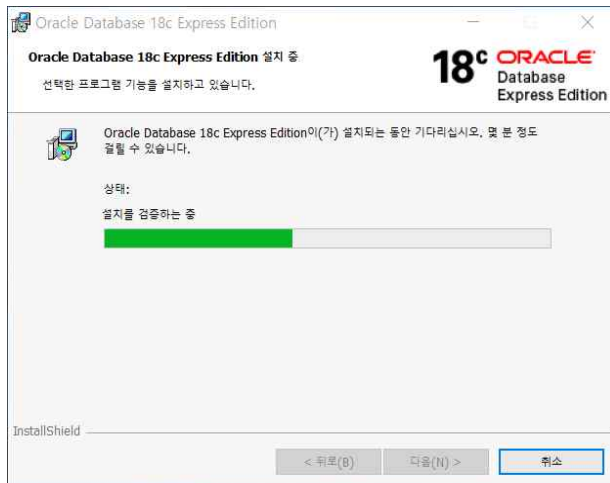 Oracle Database 18c Express Edition
Oracle Database 18c Express Edition 설치 중
선택한 프로그램 기능을 설치하고 있습니다.
18c ORACLE
Database
Express Edition
Oracle Database 18c Express Edition이(가) 설치되는 동안 기다리십시오. 몇 분 정도
걸릴 수 있습니다.
상태:
설치를 검증하는 중
InstallShield
< 뒤로(B) 다음(N) > 취소